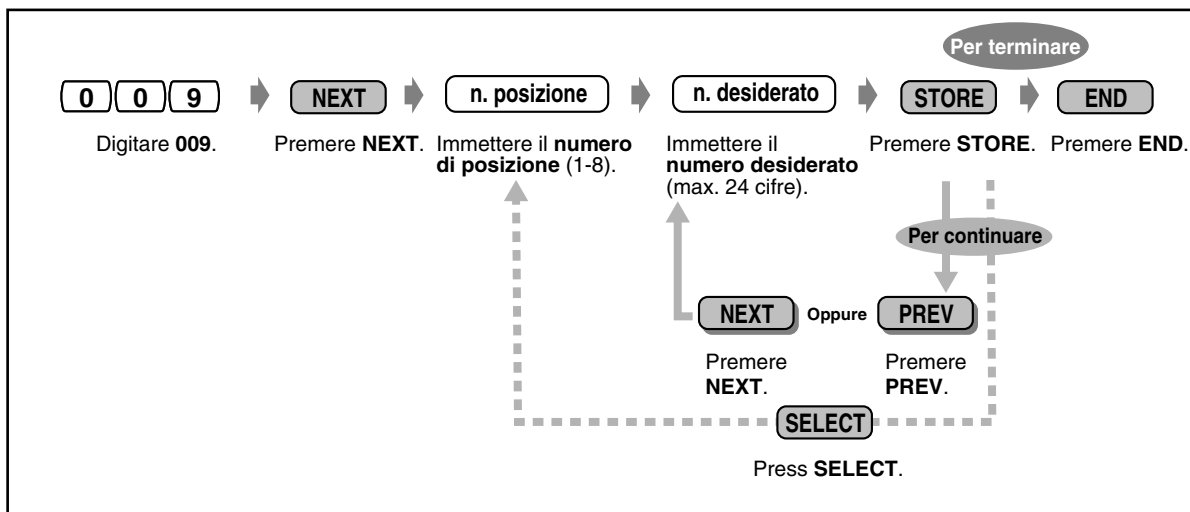 Per terminare
0 0 9 NEXT n. posizione n. desiderato STORE END
Digitare 009. Premere NEXT. Immettere il numero Immettere il Premere STORE. Premere END.
di posizione (1-8). numero desiderato
(max. 24 cifre).
Per continuare
NEXT Oppure PREV
Premere Premere
NEXT. PREV.
SELECT
Press SELECT.